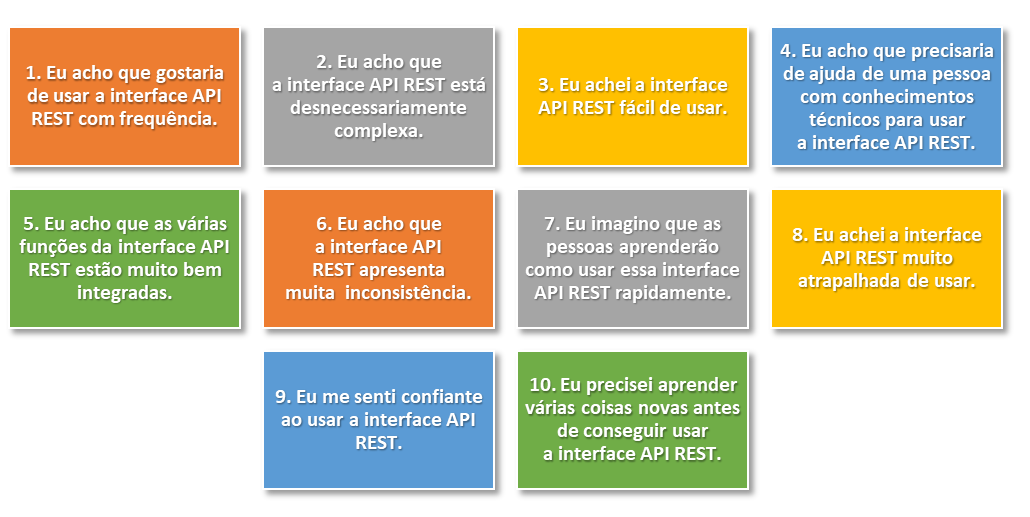 1. Eu acho que gostaria
de usar a interface API
REST com frequência.
2. Eu acho que
a interface API REST está
desnecessariamente
complexa.
3. Eu achei a interface
API REST fácil de usar.
4. Eu acho que precisaria
de ajuda de uma pessoa
com conhecimentos
técnicos para usar
a interface API REST.
5. Eu acho que as várias
funções da interface API
REST estão muito bem
integradas.
6. Eu acho que
a interface API
REST apresenta
muita inconsistência.
7. Eu imagino que as
pessoas aprenderão
como usar essa interface
API REST rapidamente.
8. Eu achei a interface
API REST muito
atrapalhada de usar.
9. Eu me senti confiante
ao usar a interface API
REST.
10. Eu precisei aprender
várias coisas novas antes
de conseguir usar
a interface API REST.